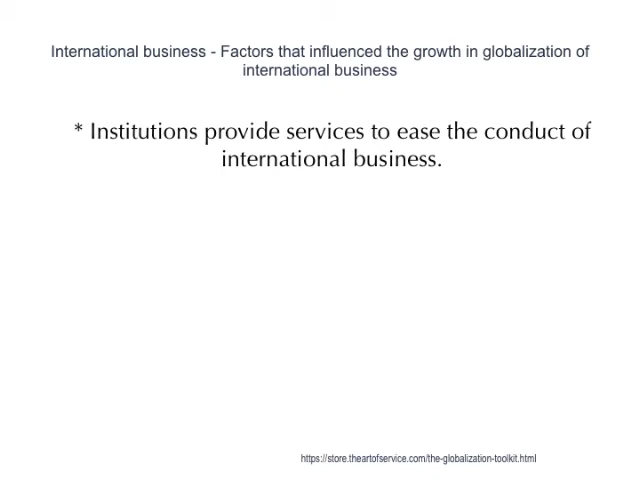 International business - Factors that influenced the growth in globalization of
international business
* Institutions provide services to ease the conduct of
international business.
https://store.theartofservice.com/the-globalization-toolkit.html